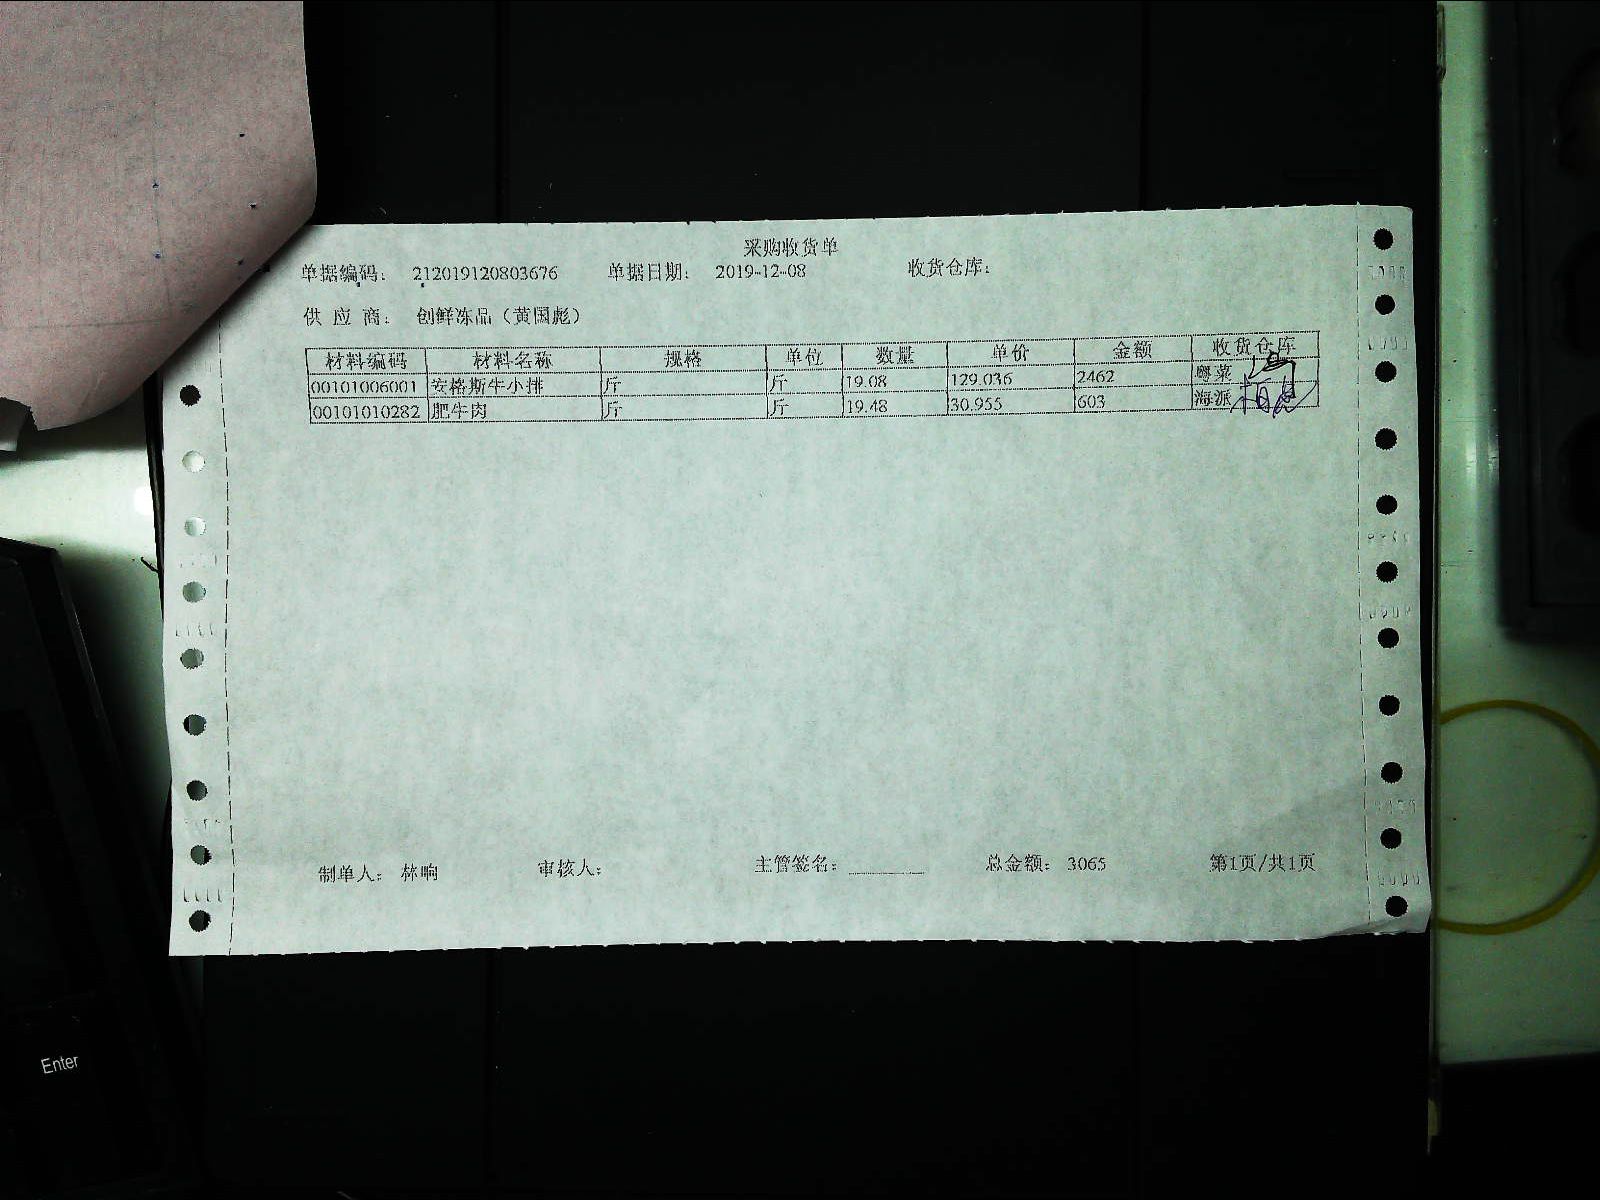 采购收货单
单据编码: 212019120803676 单据日期: 2019-12-08 收货仓库:
供应商: 创鲜冻品（黄国彪）
材料编码 材料名称 规格 单位 数量 单价 金额 收货仓库
00101006001 安格斯牛小排 斤 斤 19.08 129.036 2462 粤菜
00101010282 肥牛肉 斤 斤 19.48 30.955 603 海派
制单人: 林响 审核人: 主管签名: 总金额: 3065 第1页/共1页
Enter